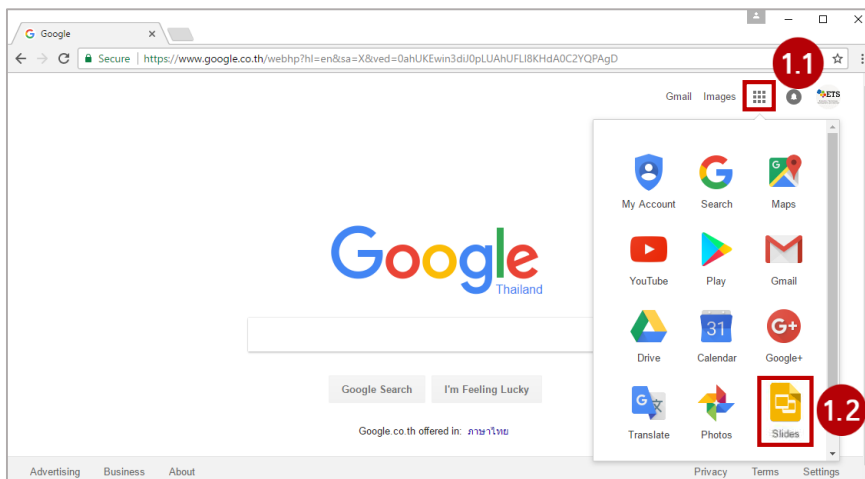 Google
Secure | https://www.google.co.th/webhp?hl=en&sa=X&ved=0ahUKEwin3diJ0pLUAhUFLI8KHdA0C2YQPAgD
1.1
Gmail Images
ETS
My Account Search Maps
YouTube Play Gmail
Google
Thailand
31 G+
Drive Calendar Google+
Google Search I'm Feeling Lucky
1.2
Translate Photos Slides
Google.co.th offered in: ภาษาไทย
Advertising Business About Privacy Terms Settings